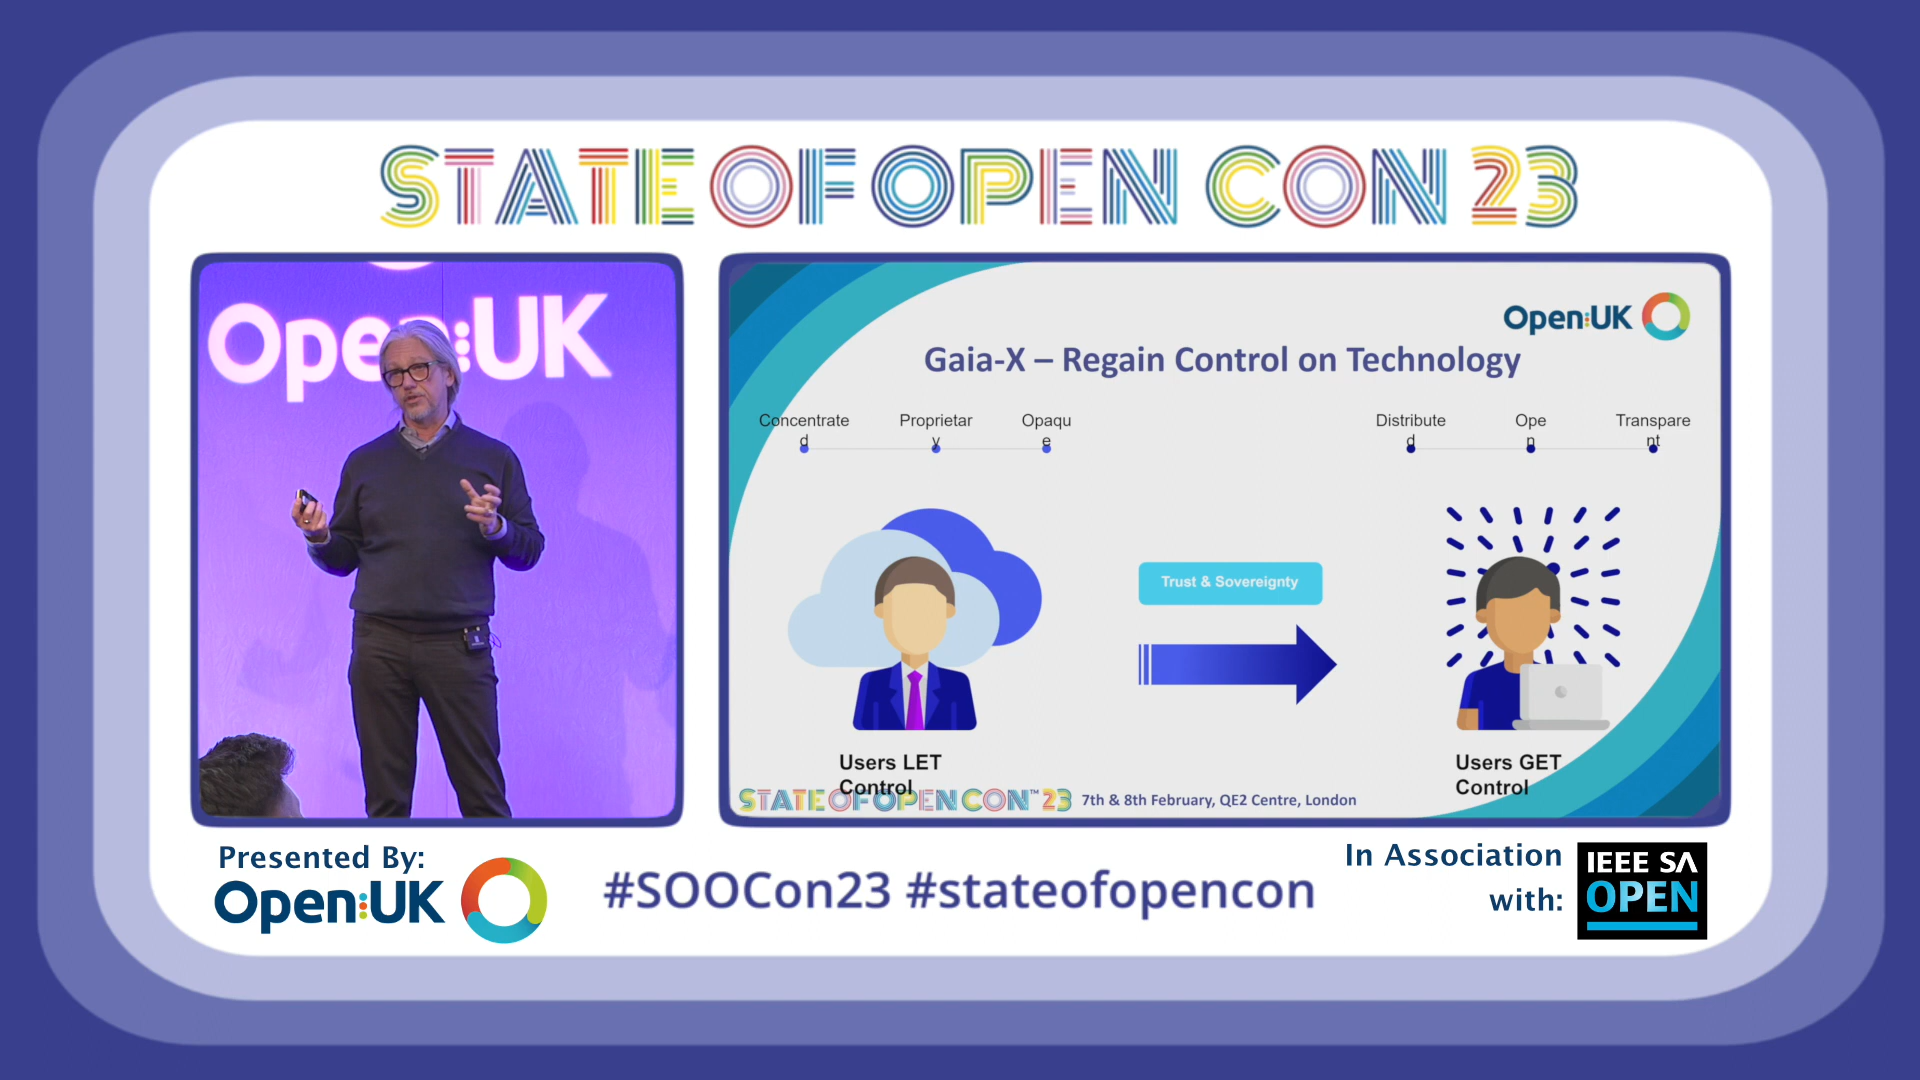 STATE OF OPEN CON 23
Open:UK
Open:UK
Gaia-X – Regain Control on Technology
Concentrate
d
Proprietar
y
Opaqu
e
Distribute
d
Ope
n
Transpare
nt
Trust & Sovereignty
Users LET
Control
Users GET
Control
STATE OF OPEN CON™ 23 7th & 8th February, QE2 Centre, London
Presented By:
Open:UK
#SOOCon23 #stateofopencon
In Association
with:
IEEE SA
OPEN